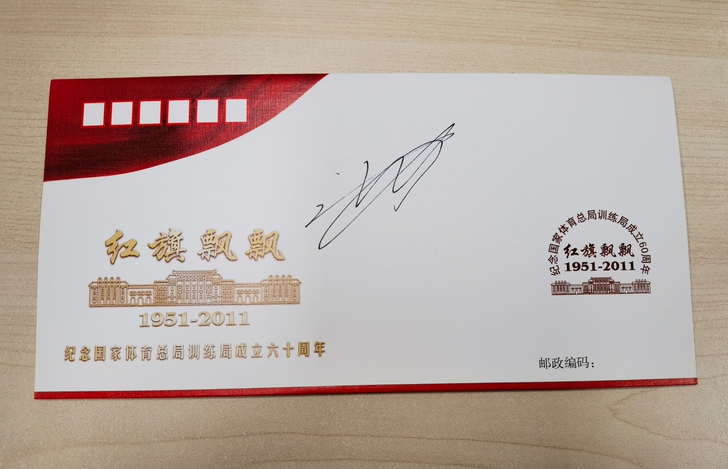 红旗飘飘
1951-2011
纪念国家体育总局训练局成立六十周年
纪念国家体育总局训练局成立60周年
红旗飘飘
1951-2011
邮政编码：